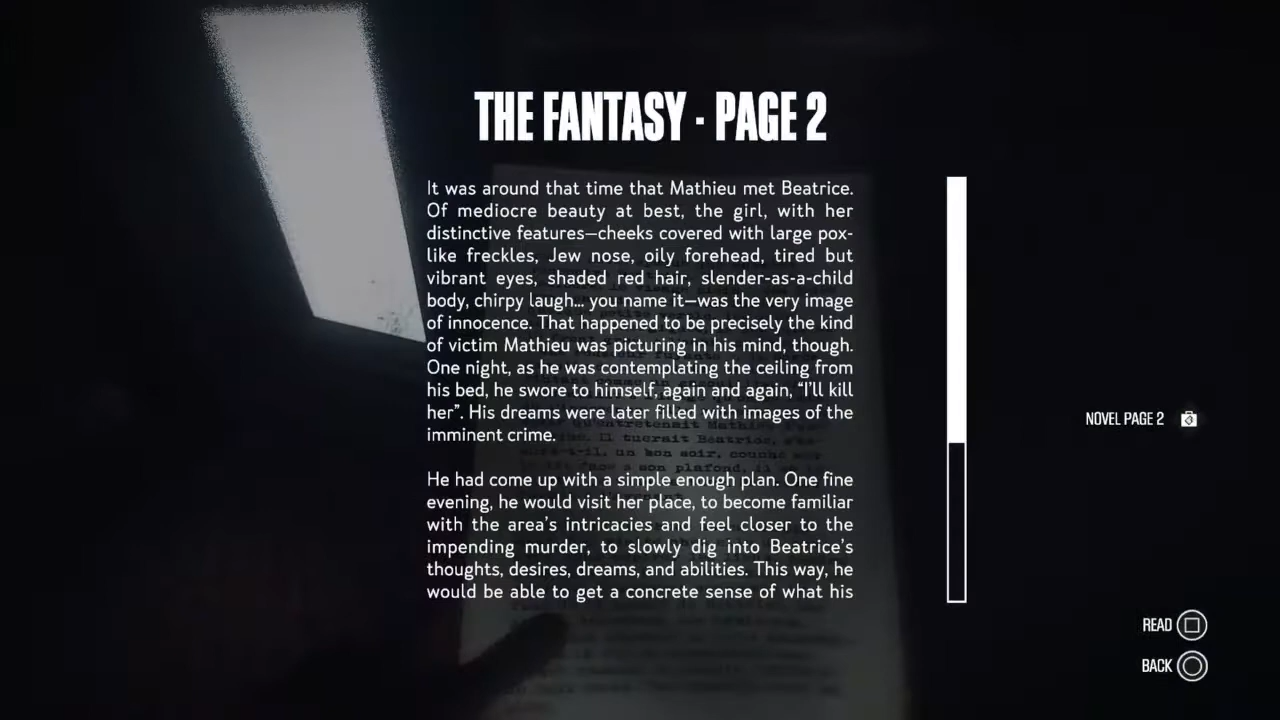 THE FANTASY - PAGE 2
It was around that time that Mathieu met Beatrice.
Of mediocre beauty at best, the girl, with her
distinctive features—cheeks covered with large pox-
like freckles, Jew nose, oily forehead, tired but
vibrant eyes, shaded red hair, slender-as-a-child
body, chirpy laugh... you name it—was the very image
of innocence. That happened to be precisely the kind
of victim Mathieu was picturing in his mind, though.
One night, as he was contemplating the ceiling from
his bed, he swore to himself, again and again, “I’ll kill
her”. His dreams were later filled with images of the
imminent crime.
He had come up with a simple enough plan. One fine
evening, he would visit her place, to become familiar
with the area’s intricacies and feel closer to the
impending murder, to slowly dig into Beatrice’s
thoughts, desires, dreams, and abilities. This way, he
would be able to get a concrete sense of what his
NOVEL PAGE 2
READ
BACK